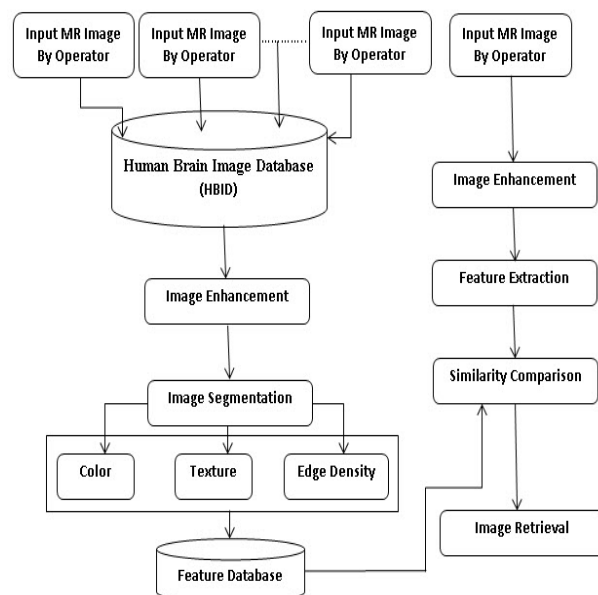 Input MR Image
By Operator
Input MR Image
By Operator
Input MR Image
By Operator
Input MR Image
By Operator
Human Brain Image Database
(HBID)
Image Enhancement
Image Enhancement
Feature Extraction
Image Segmentation
Similarity Comparison
Color
Texture
Edge Density
Feature Database
Image Retrieval